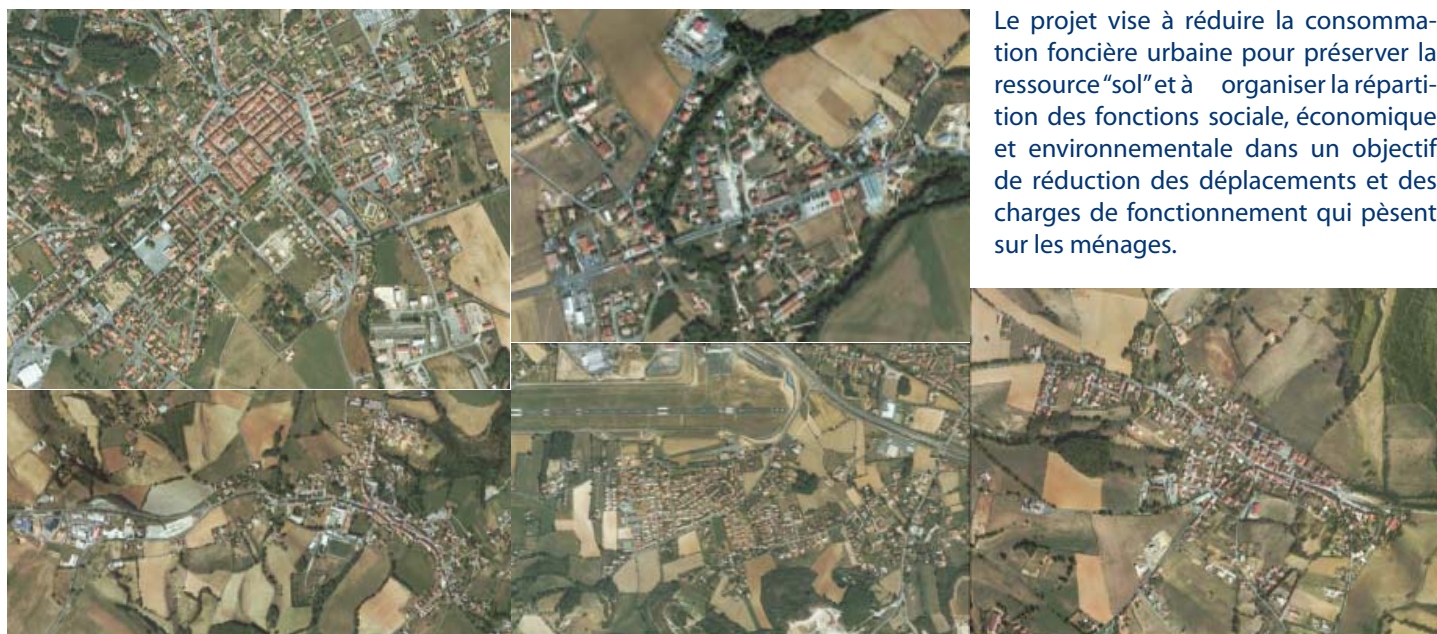 Le projet vise à réduire la consomma-
tion foncière urbaine pour préserver la
ressource “sol” et à organiser la réparti-
tion des fonctions sociale, économique
et environnementale dans un objectif
de réduction des déplacements et des
charges de fonctionnement qui pèsent
sur les ménages.